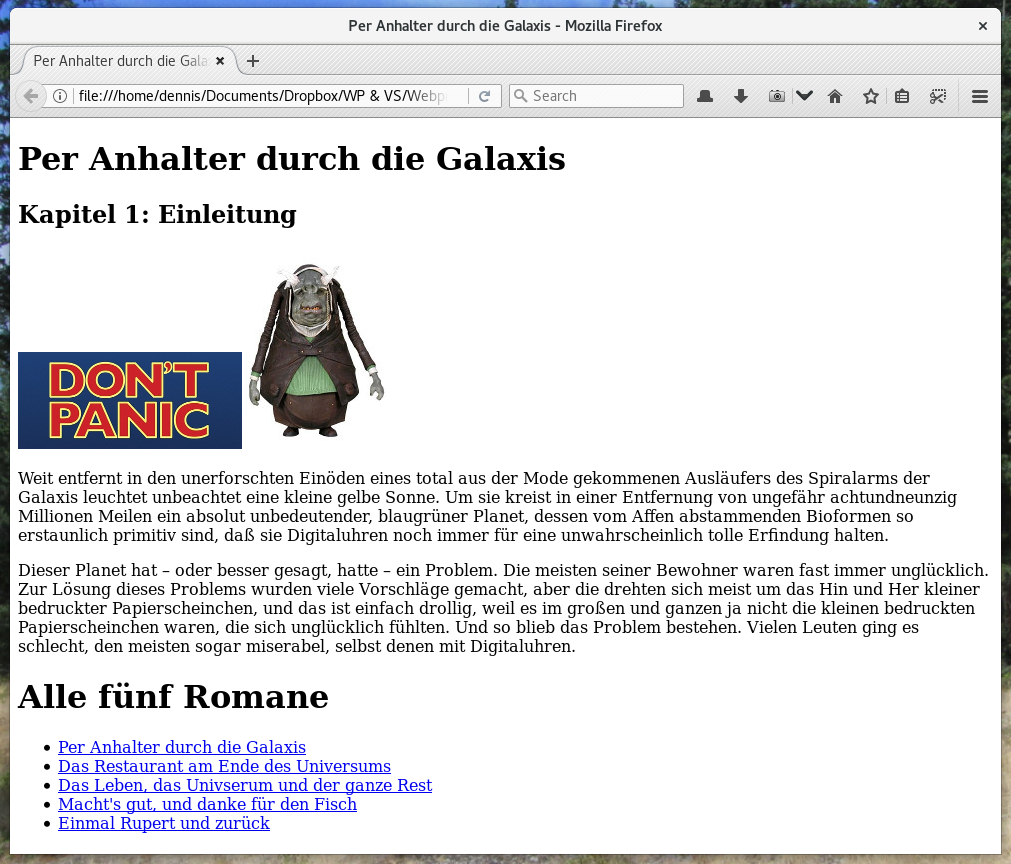 Per Anhalter durch die Galaxis - Mozilla Firefox
Per Anhalter durch die Gala
file:///home/dennis/Documents/Dropbox/WP & VS/Webp
Search
Per Anhalter durch die Galaxis
Kapitel 1: Einleitung
DON'T
PANIC
Weit entfernt in den unerforschten Einöden eines total aus der Mode gekommenen Ausläufers des Spiralarms der
Galaxis leuchtet unbeachtet eine kleine gelbe Sonne. Um sie kreist in einer Entfernung von ungefähr achtundneunzig
Millionen Meilen ein absolut unbedeutender, blaugrüner Planet, dessen vom Affen abstammenden Bioformen so
erstaunlich primitiv sind, daß sie Digitaluhren noch immer für eine unwahrscheinlich tolle Erfindung halten.
Dieser Planet hat – oder besser gesagt, hatte – ein Problem. Die meisten seiner Bewohner waren fast immer unglücklich.
Zur Lösung dieses Problems wurden viele Vorschläge gemacht, aber die drehten sich meist um das Hin und Her kleiner
bedruckter Papierscheinchen, und das ist einfach drollig, weil es im großen und ganzen ja nicht die kleinen bedruckten
Papierscheinchen waren, die sich unglücklich fühlten. Und so blieb das Problem bestehen. Vielen Leuten ging es
schlecht, den meisten sogar miserabel, selbst denen mit Digitaluhren.
Alle fünf Romane
Per Anhalter durch die Galaxis
Das Restaurant am Ende des Universums
Das Leben, das Univserum und der ganze Rest
Macht's gut, und danke für den Fisch
Einmal Rupert und zurück